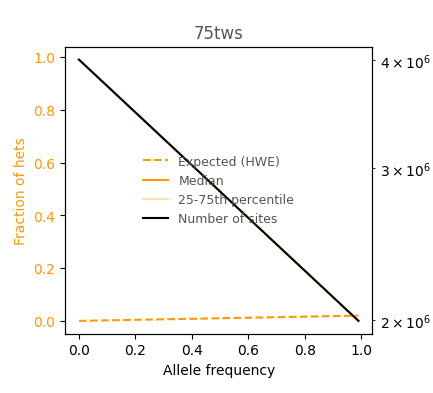 75tws
1.0
0.8
0.6
0.4
0.2
0.0
Fraction of hets
Expected (HWE)
Median
25-75th percentile
Number of sites
4 × 10⁶
3 × 10⁶
2 × 10⁶
0.0 0.2 0.4 0.6 0.8 1.0
Allele frequency